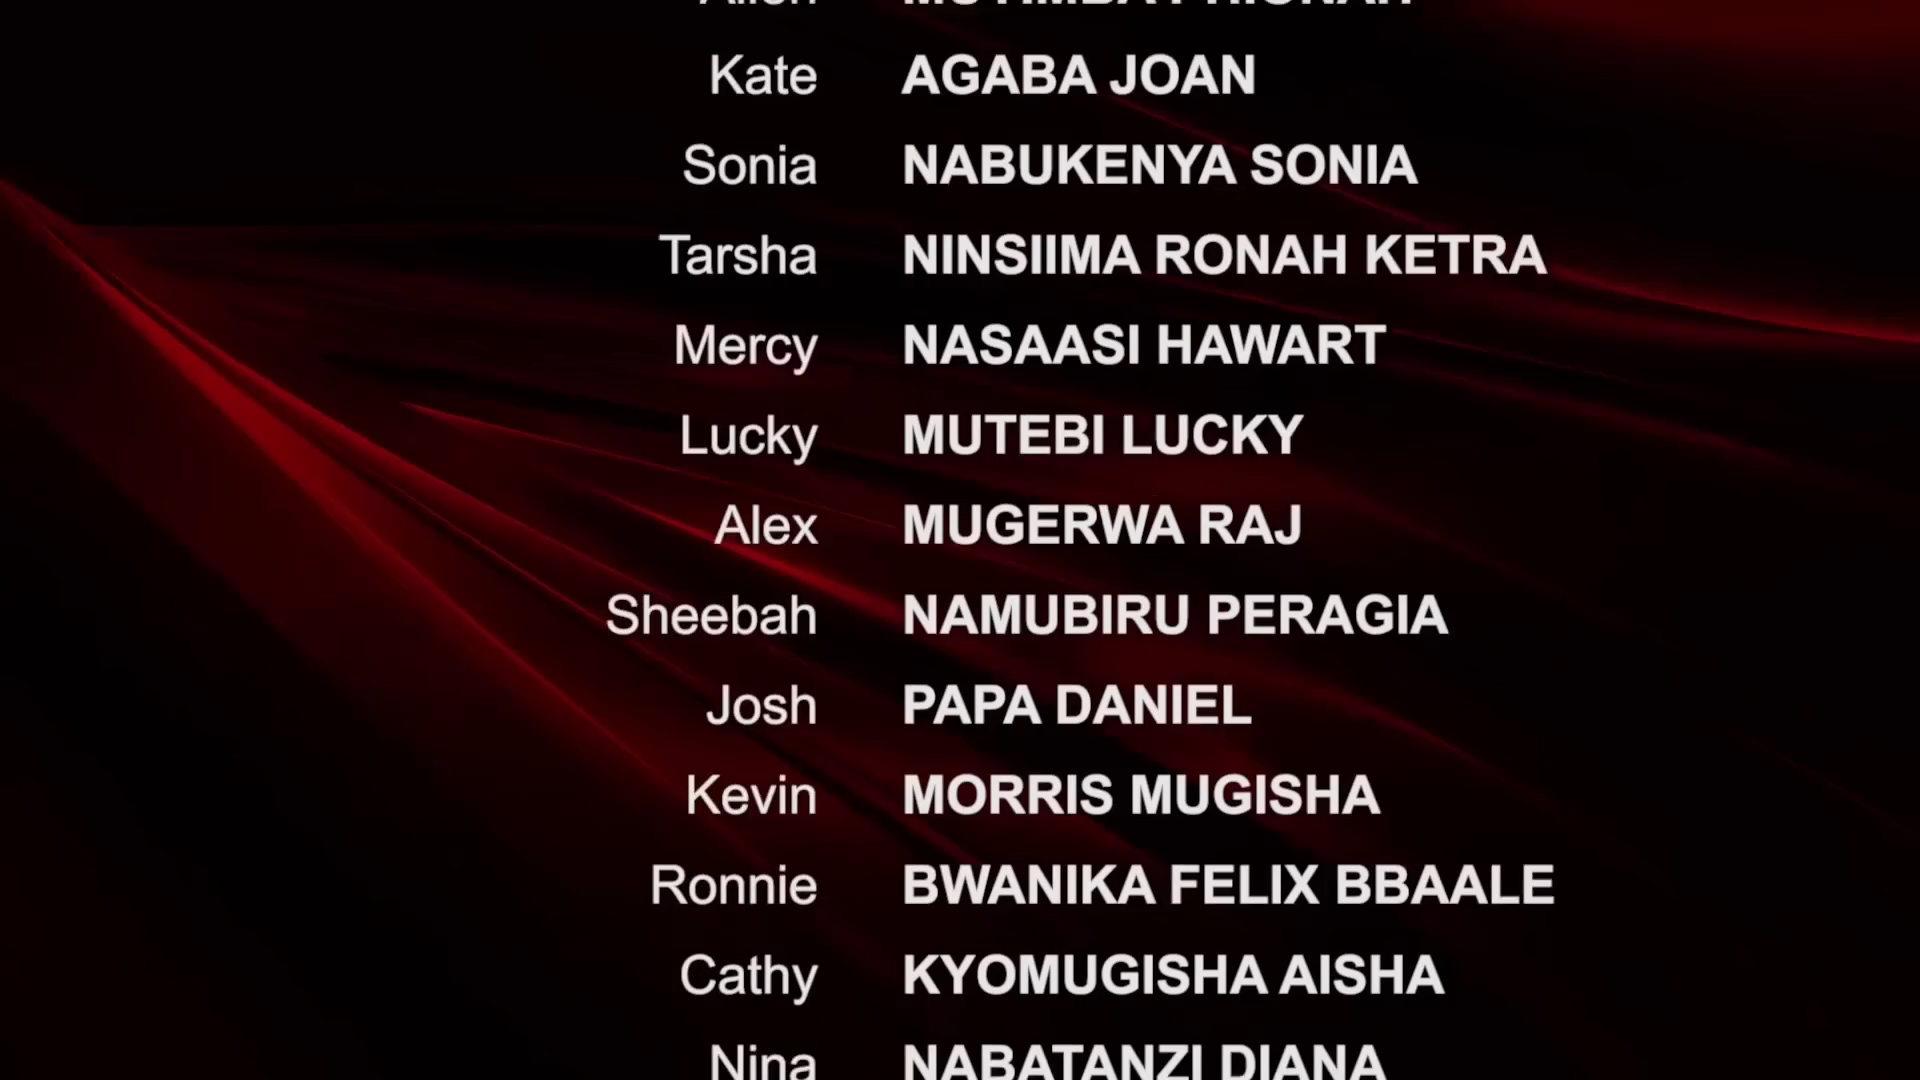 Kate AGABA JOAN
Sonia NABUKENYA SONIA
Tarsha NINSIIMA RONAH KETRA
Mercy NASAASI HAWART
Lucky MUTEBI LUCKY
Alex MUGERWA RAJ
Sheebah NAMUBIRU PERAGIA
Josh PAPA DANIEL
Kevin MORRIS MUGISHA
Ronnie BWANIKA FELIX BBAALE
Cathy KYOMUGISHA AISHA
Nina NABATANZI DIANA